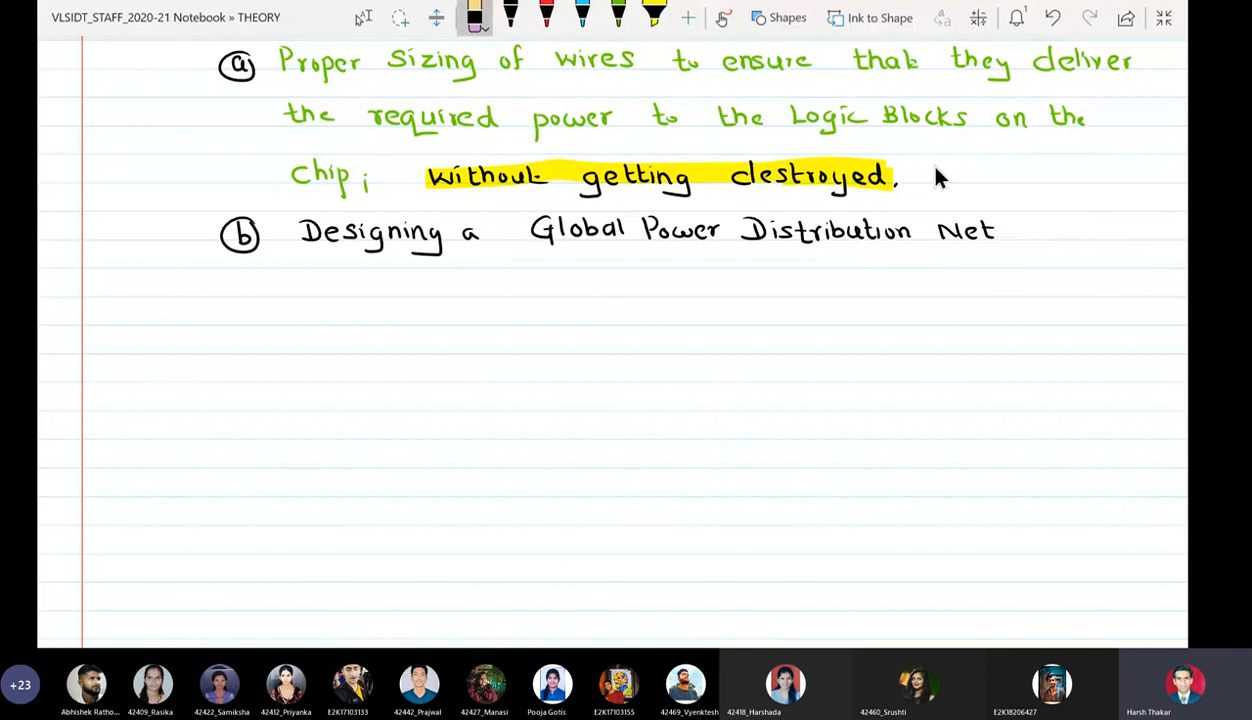 VLSIDT_STAFF_2020-21 Notebook » THEORY
Shapes
Ink to Shape
a Proper Sizing of wires to ensure that they deliver
the required power to the Logic Blocks on the
chip; without getting destroyed.
b Designing a Global Power Distribution Net
+23
Abhishek Ratho...
42409_Rasika
42422_Samiksha
42412_Priyanka
E2K17103133
42442_Prajwal
42427_Manasi
Pooja Gotis
E2K17103155
42469_Vyenktesh
42418_Harshada
42460_Srushti
E2K18206427
Harsh Thakar